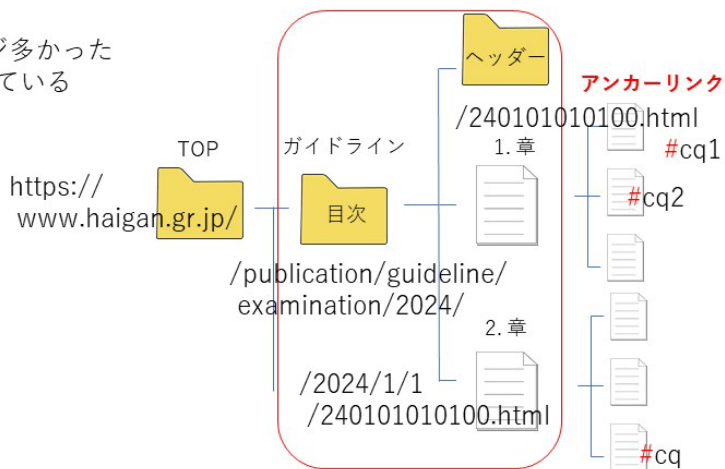 ジ多かった
ている
ヘッダー
アンカーリンク
/240101010100.html
TOP
ガイドライン
1.章
#cq1
https://
www.haigan.gr.jp/
目次
#cq2
/publication/guideline/
examination/2024/
2.章
/2024/1/1
/240101010100.html
#cq